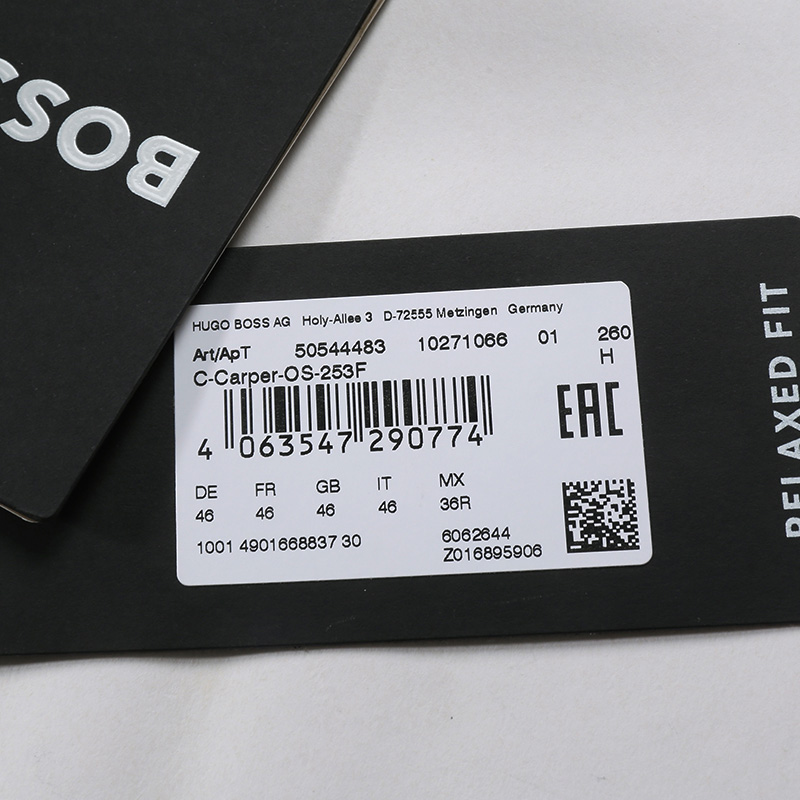 BOSS
HUGO BOSS AG Holy-Allee 3 D-72555 Metzingen Germany
Art/ApT 50544483 10271066 01 260
H
C-Carper-OS-253F
EAC
4 063547 290774
DE FR GB IT MX
46 46 46 46 36R
1001 4901668837 30 6062644
Z016895906
RELAXED FIT